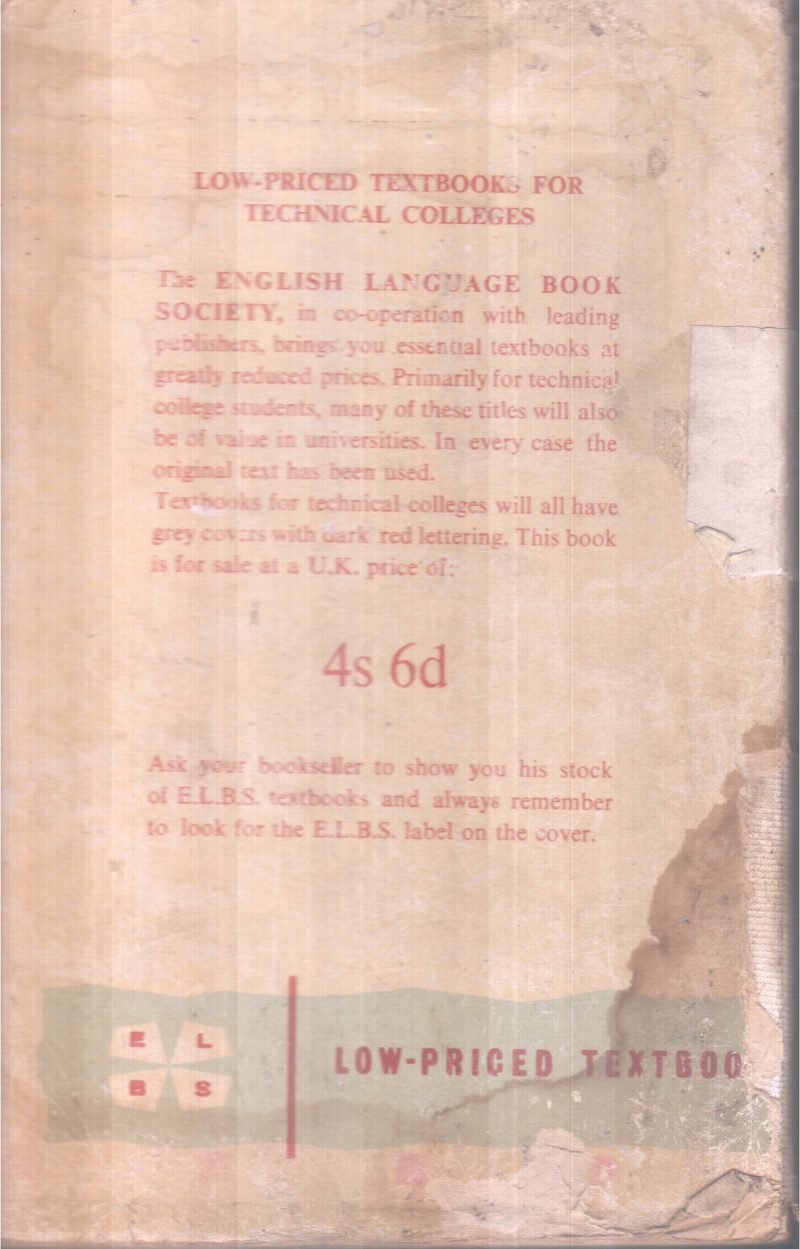 LOW-PRICED TEXTBOOKS FOR
TECHNICAL COLLEGES
The ENGLISH LANGUAGE BOOK
SOCIETY, in co-operation with leading
publishers, brings you essential textbooks at
greatly reduced prices. Primarily for technical
college students, many of these titles will also
be of value in universities. In every case the
original text has been used.
Textbooks for technical colleges will all have
grey covers with dark red lettering. This book
is for sale at a U.K. price of:
4s 6d
Ask your bookseller to show you his stock
of E.L.B.S. textbooks and always remember
to look for the E.L.B.S. label on the cover.
E L
B S
LOW-PRICED TEXTBOO